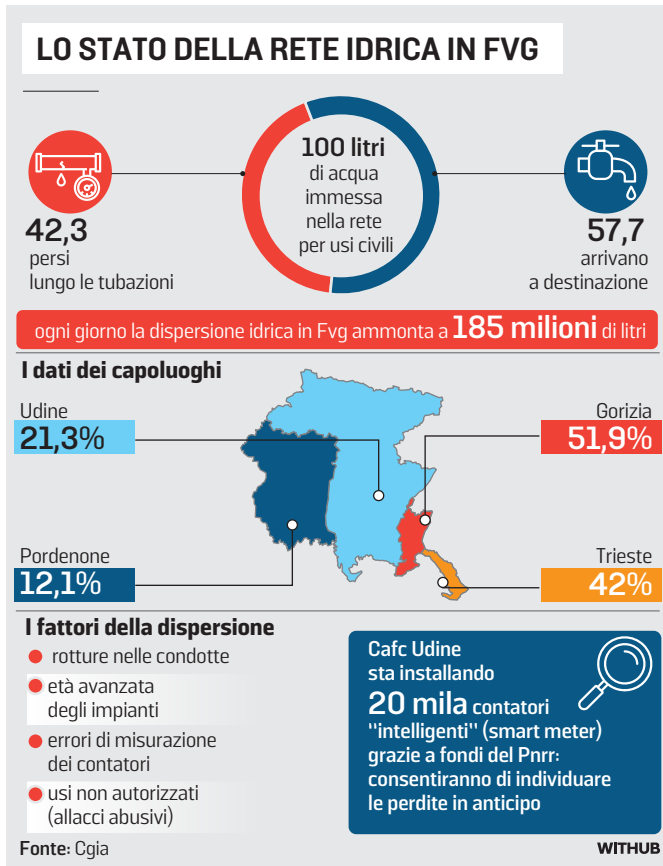 LO STATO DELLA RETE IDRICA IN FVG
100 litri
di acqua
immessa
nella rete
per usi civili
42,3
persi
lungo le tubazioni
57,7
arrivano
a destinazione
ogni giorno la dispersione idrica in Fvg ammonta a 185 milioni di litri
I dati dei capoluoghi
Udine
21,3%
Gorizia
51,9%
Pordenone
12,1%
Trieste
42%
I fattori della dispersione
rotture nelle condotte
età avanzata
degli impianti
errori di misurazione
dei contatori
usi non autorizzati
(allacci abusivi)
Cafc Udine
sta installando
20 mila contatori
"intelligenti" (smart meter)
grazie a fondi del Pnrr:
consentiranno di individuare
le perdite in anticipo
Fonte: Cgia
WITHUB